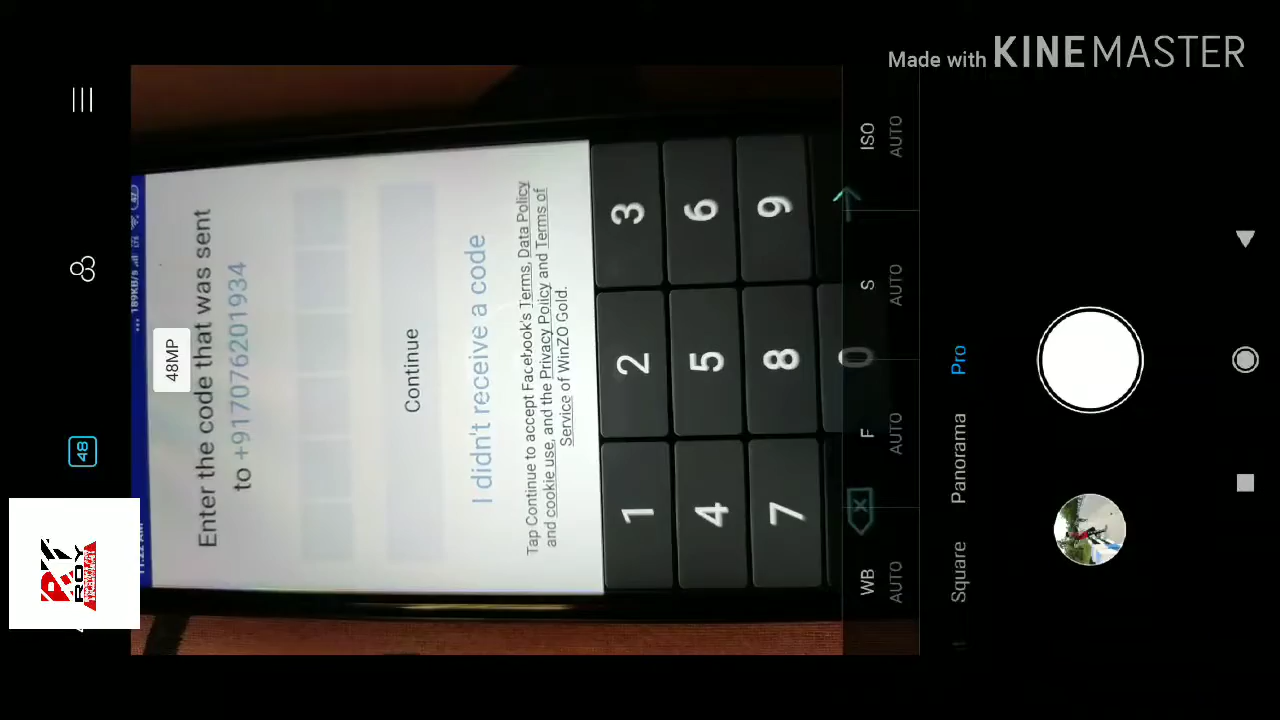 Made with KINEMASTER
48MP
48
189KB/s
47
Enter the code that was sent
to +917076201934
Continue
I didn't receive a code
Tap Continue to accept Facebook's Terms, Data Policy
and cookie use, and the Privacy Policy and Terms of
Service of WinZO Gold.
1 2 3
4 5 6
7 8 9
0
WB F S ISO
AUTO AUTO AUTO AUTO
Square Panorama Pro
ROY